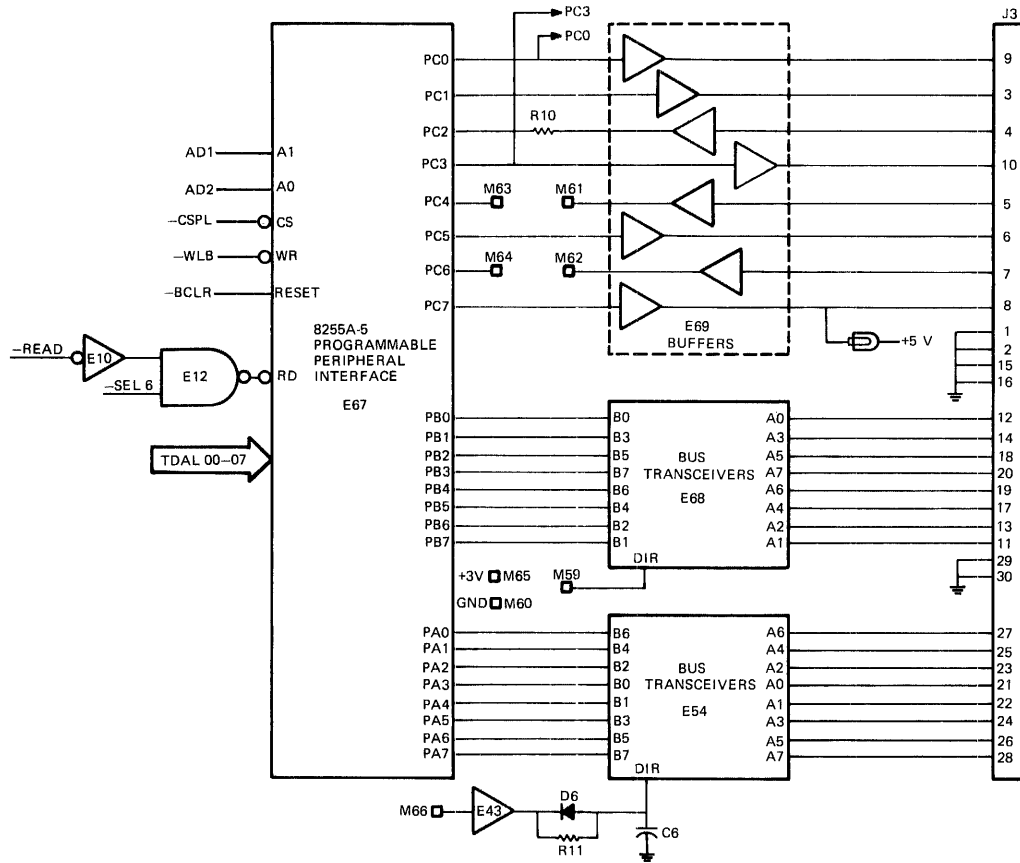 PC3
PC0
J3
PC0 9
PC1 3
R10
PC2 4
PC3 10
AD1 A1
AD2 A0
M63 M61
PC4 5
-CSPL CS
PC5 6
-WLB WR
M64 M62
PC6 7
-BCLR RESET
PC7 8
8255A-5
PROGRAMMABLE
PERIPHERAL
INTERFACE
E67
E69
BUFFERS
+5 V
1
2
15
16
-READ E10
E12
-SEL 6
RD
TDAL 00-07
PB0 B0 A0 12
PB1 B3 A3 14
PB2 B5 A5 18
PB3 B7 A7 20
PB4 B6 A6 19
PB5 B4 A4 17
PB6 B2 A2 13
PB7 B1 A1 11
BUS
TRANSCEIVERS
E68
DIR
29
30
+3V M65 M59
GND M60
PA0 B6 A6 27
PA1 B4 A4 25
PA2 B2 A2 23
PA3 B0 A0 21
PA4 B1 A1 22
PA5 B3 A3 24
PA6 B5 A5 26
PA7 B7 A7 28
BUS
TRANSCEIVERS
E54
DIR
M66 E43 D6
R11
C6